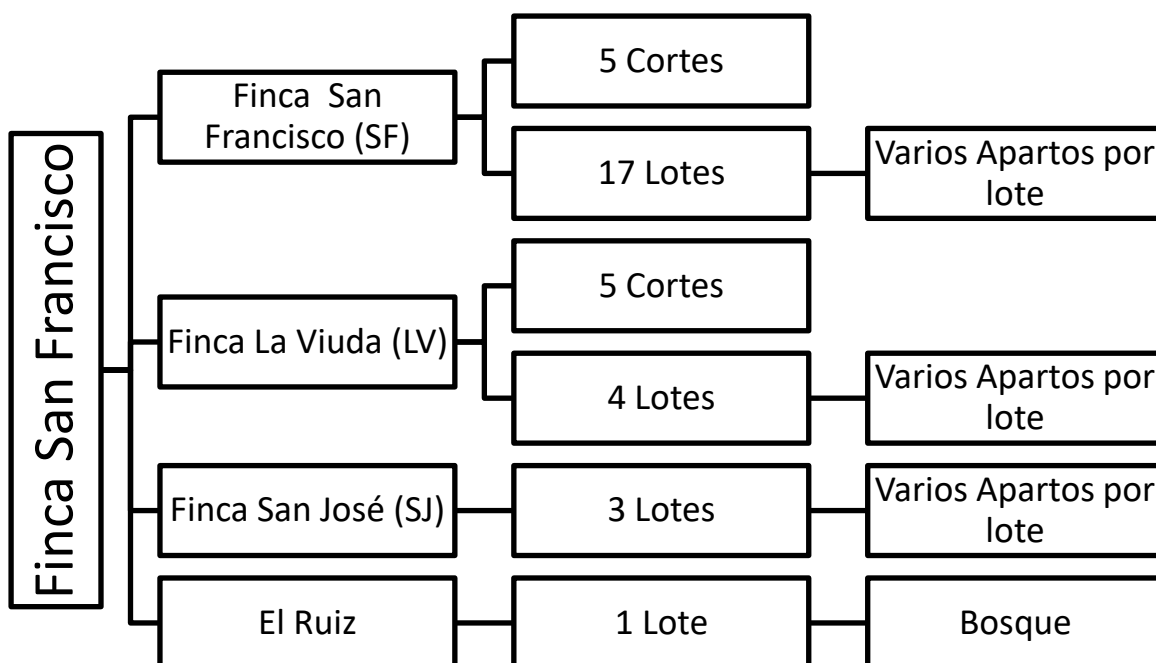 Finca San Francisco
Finca San
Francisco (SF)
5 Cortes
17 Lotes
Varios Apartos por
lote
Finca La Viuda (LV)
5 Cortes
4 Lotes
Varios Apartos por
lote
Finca San José (SJ)
3 Lotes
Varios Apartos por
lote
El Ruiz
1 Lote
Bosque